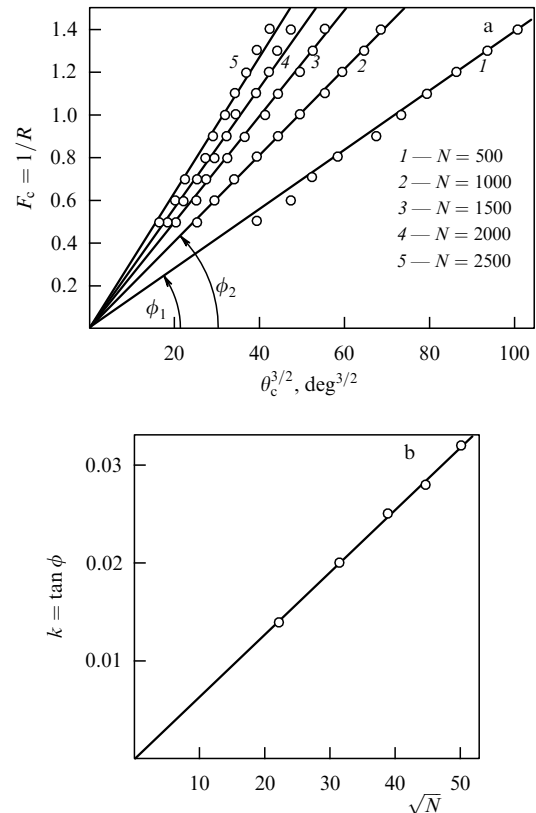 a
1.4
1.2
1.0
0.8
0.6
0.4
0.2
F_c = 1/R
5
4
3
2
1
1 — N = 500
2 — N = 1000
3 — N = 1500
4 — N = 2000
5 — N = 2500
ϕ_1
ϕ_2
20 40 60 80 100
θ_c^{3/2}, deg^{3/2}
b
0.03
0.02
0.01
k = tan ϕ
10 20 30 40 50
√N